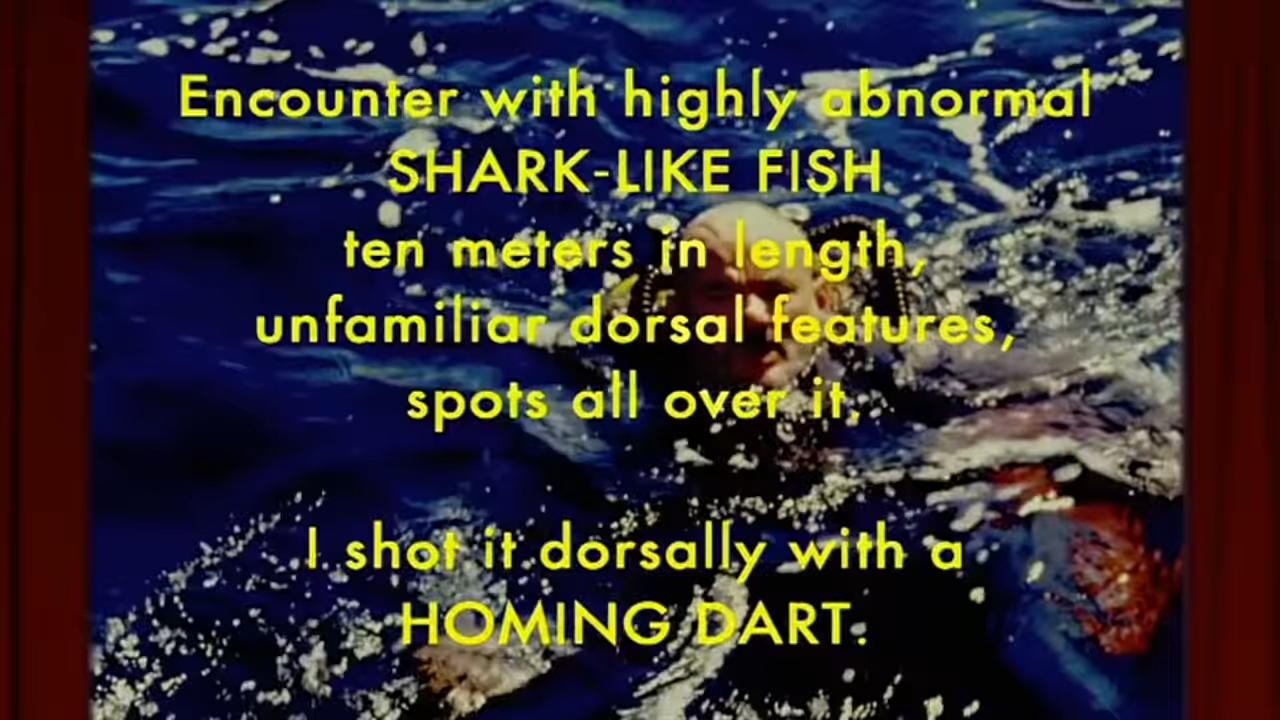 Encounter with highly abnormal
SHARK-LIKE FISH
ten meters in length,
unfamiliar dorsal features,
spots all over it.
I shot it dorsally with a
HOMING DART.